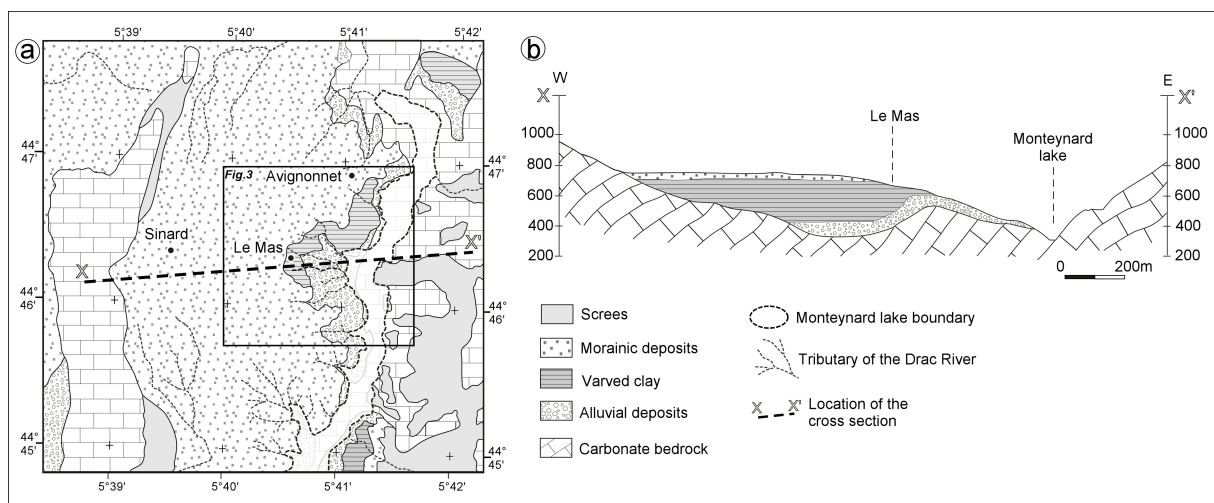 a
5°39' 5°40' 5°41' 5°42'
44°
47'
44°
47'
Fig.3
Avignonnet
Sinard
Le Mas
X
X'
44°
46'
44°
46'
44°
45'
44°
45'
5°39' 5°40' 5°41' 5°42'
b
W
E
X
X'
Le Mas
Monteynard
lake
1000
800
600
400
200
1000
800
600
400
200
0 200m
Screes
Morainic deposits
Varved clay
Alluvial deposits
Carbonate bedrock
Monteynard lake boundary
Tributary of the Drac River
X X' Location of the
cross section